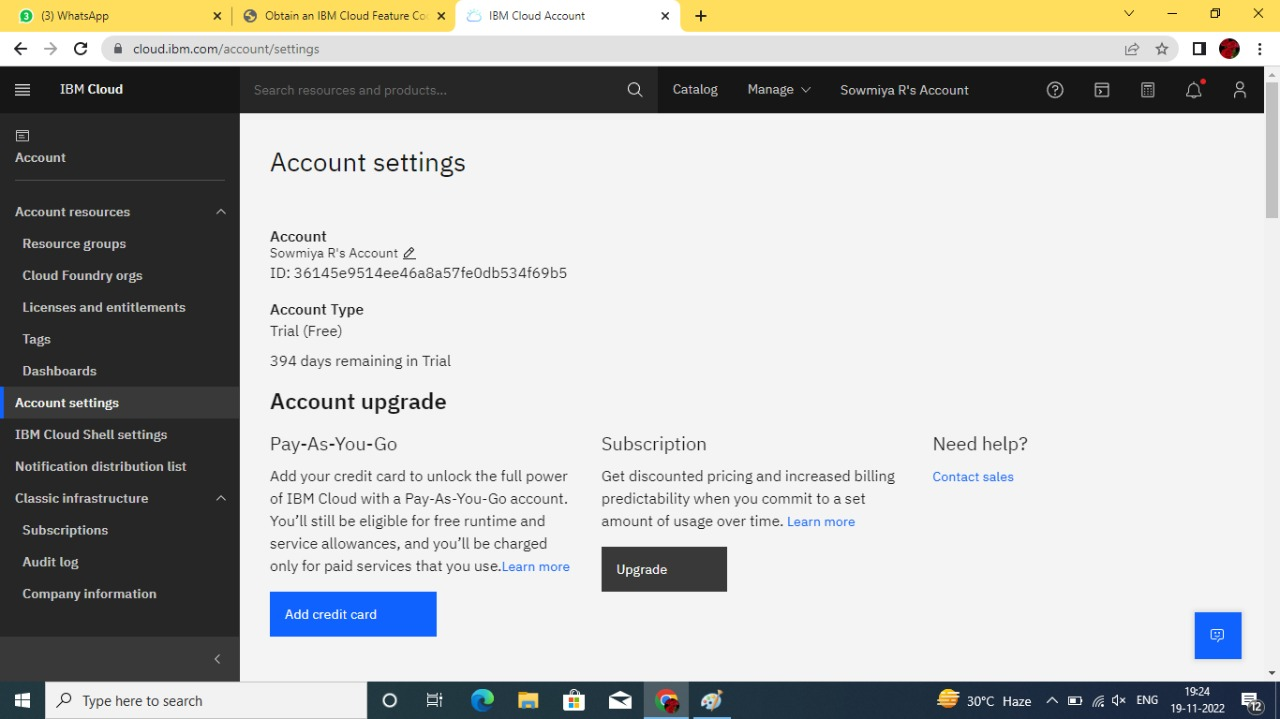 (3) WhatsApp
Obtain an IBM Cloud Feature Co
IBM Cloud Account
cloud.ibm.com/account/settings
IBM Cloud
Search resources and products...
Catalog
Manage
Sowmiya R's Account
Account
Account resources
Resource groups
Cloud Foundry orgs
Licenses and entitlements
Tags
Dashboards
Account settings
IBM Cloud Shell settings
Notification distribution list
Classic infrastructure
Subscriptions
Audit log
Company information
Account settings
Account
Sowmiya R's Account
ID: 36145e9514ee46a8a57fe0db534f69b5
Account Type
Trial (Free)
394 days remaining in Trial
Account upgrade
Pay-As-You-Go
Add your credit card to unlock the full power
of IBM Cloud with a Pay-As-You-Go account.
You’ll still be eligible for free runtime and
service allowances, and you’ll be charged
only for paid services that you use.Learn more
Add credit card
Subscription
Get discounted pricing and increased billing
predictability when you commit to a set
amount of usage over time. Learn more
Upgrade
Need help?
Contact sales
Type here to search
30°C Haze
ENG
19:24
19-11-2022
12